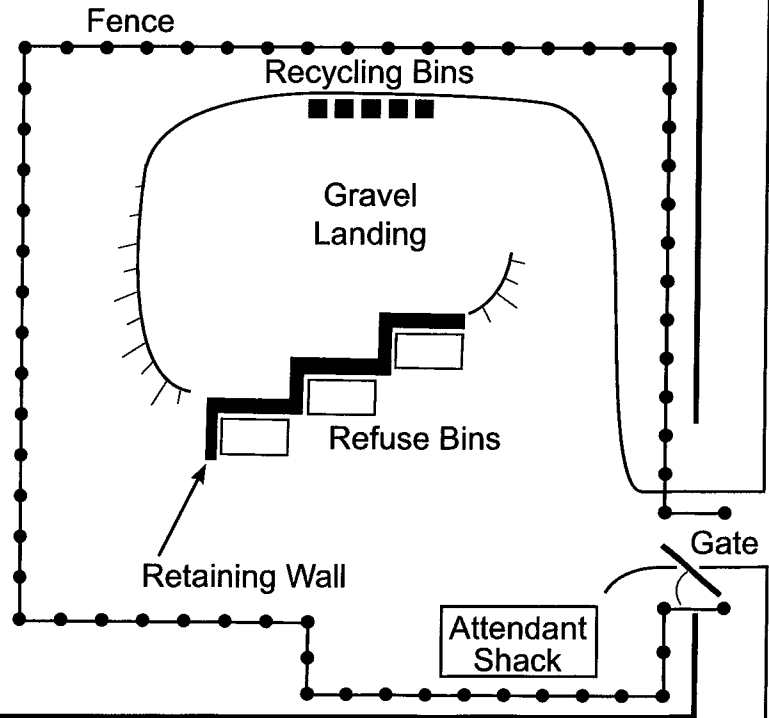 Fence
Recycling Bins
Gravel
Landing
Refuse Bins
Retaining Wall
Gate
Attendant
Shack